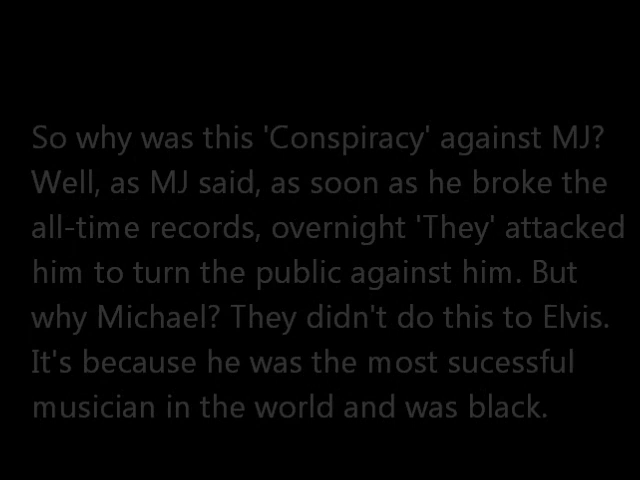 So why was this 'Conspiracy' against MJ?
Well, as MJ said, as soon as he broke the
all-time records, overnight 'They' attacked
him to turn the public against him. But
why Michael? They didn't do this to Elvis.
It's because he was the most sucessful
musician in the world and was black.